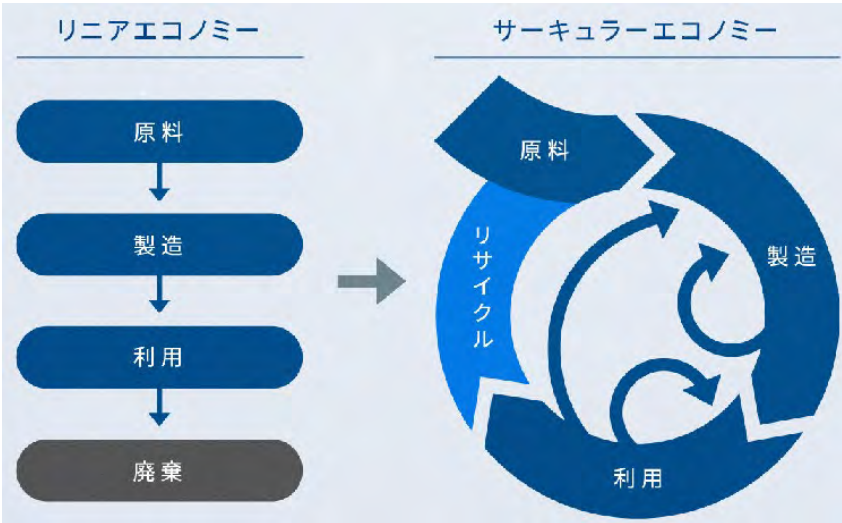 リニアエコノミー
原料
製造
利用
廃棄
サーキュラーエコノミー
原料
製造
利用
リサイクル